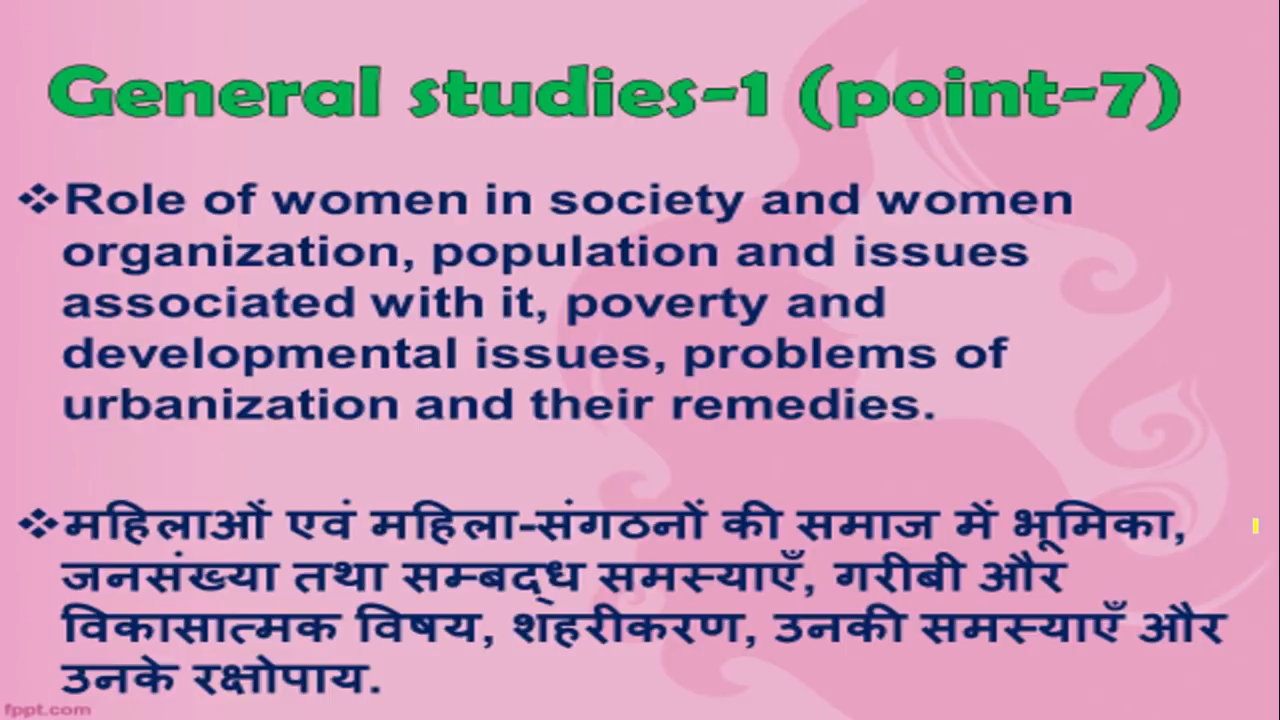 General studies-1 (point-7)
❖Role of women in society and women
organization, population and issues
associated with it, poverty and
developmental issues, problems of
urbanization and their remedies.
❖महिलाओं एवं महिला-संगठनों की समाज में भूमिका,
जनसंख्या तथा सम्बद्ध समस्याएँ, गरीबी और
विकासात्मक विषय, शहरीकरण, उनकी समस्याएँ और
उनके रक्षोपाय.
fppt.com